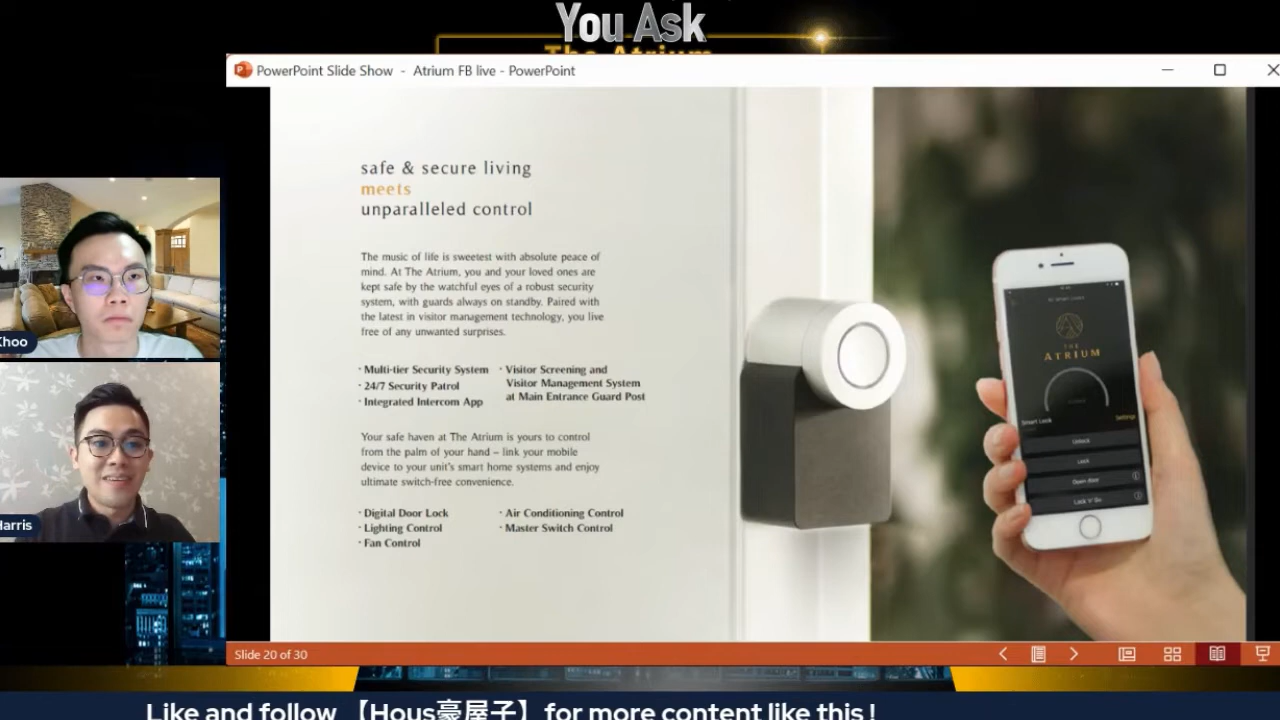 You Ask
The Atrium
PowerPoint Slide Show - Atrium FB live - PowerPoint
safe & secure living
meets
unparalleled control
The music of life is sweetest with absolute peace of
mind. At The Atrium, you and your loved ones are
kept safe by the watchful eyes of a robust security
system, with guards always on standby. Paired with
the latest in visitor management technology, you live
free of any unwanted surprises.
· Multi-tier Security System
· 24/7 Security Patrol
· Integrated Intercom App
· Visitor Screening and
Visitor Management System
at Main Entrance Guard Post
Your safe haven at The Atrium is yours to control
from the palm of your hand – link your mobile
device to your unit's smart home systems and enjoy
ultimate switch-free convenience.
· Digital Door Lock
· Lighting Control
· Fan Control
· Air Conditioning Control
· Master Switch Control
THE
ATRIUM
Smart Lock
Settings
Unlock
Lock
Open door
Lock 'n' Go
Khoo
Harris
Slide 20 of 30
Like and follow 【Hous豪屋子】 for more content like this !